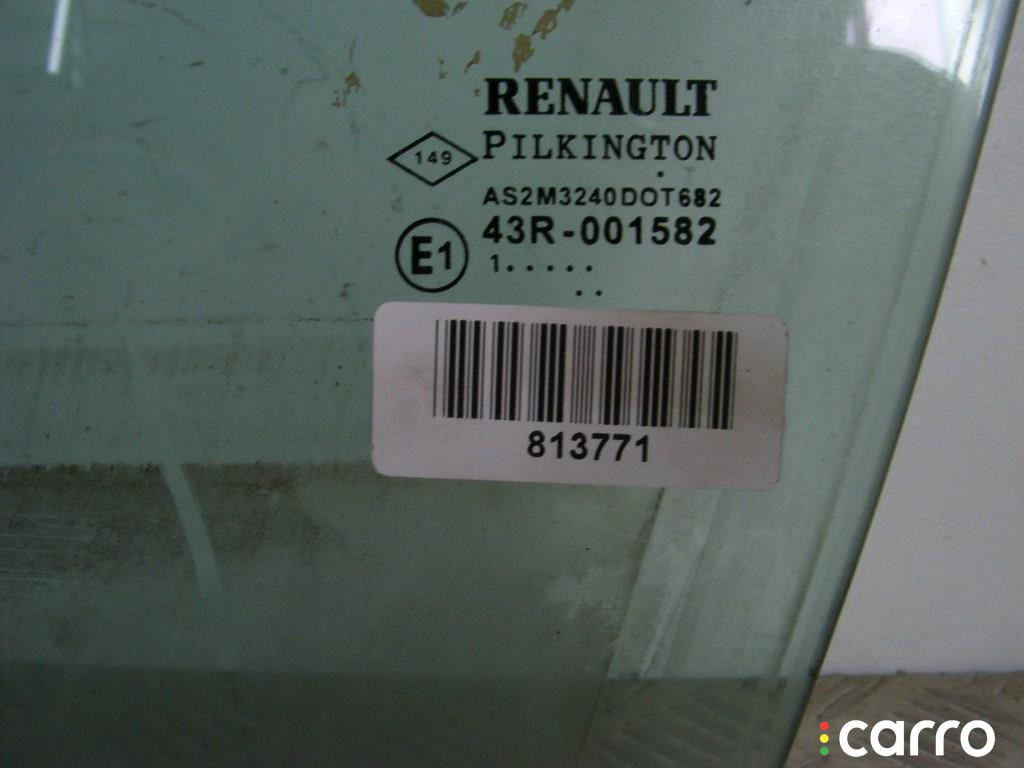 RENAULT
149
PILKINGTON
AS2M3240DOT682
43R-001582
E1
1.....
..
813771
carro